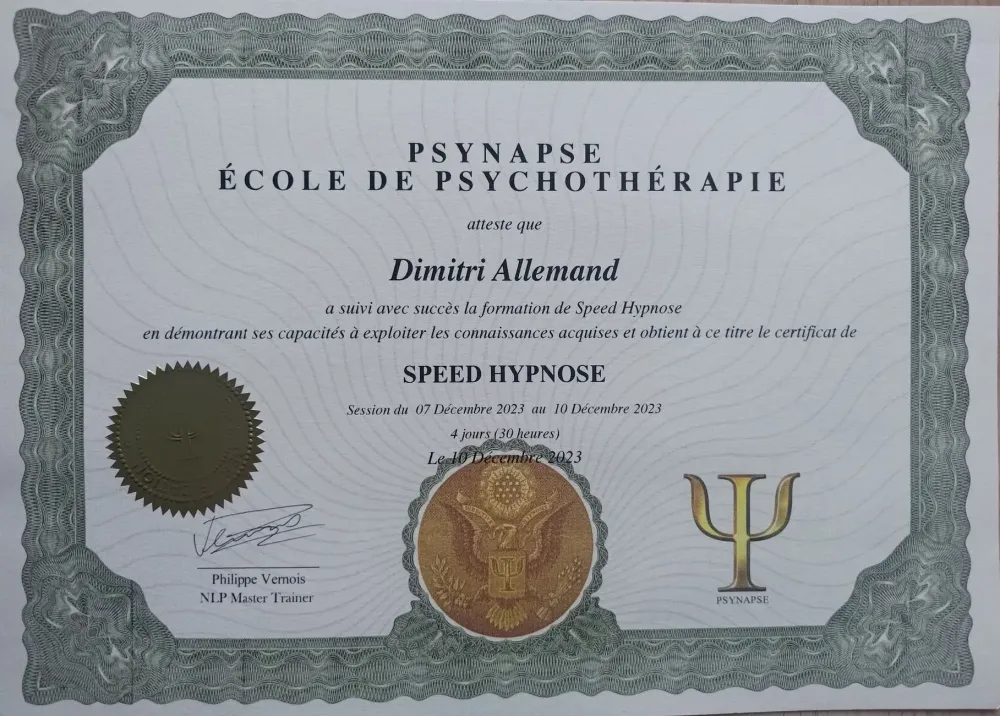 PSYNAPSE
ÉCOLE DE PSYCHOTHÉRAPIE
atteste que
Dimitri Allemand
a suivi avec succès la formation de Speed Hypnose
en démontrant ses capacités à exploiter les connaissances acquises et obtient à ce titre le certificat de
SPEED HYPNOSE
Session du 07 Décembre 2023 au 10 Décembre 2023
4 jours (30 heures)
Le 10 Décembre 2023
Philippe Vernois
NLP Master Trainer
PSYNAPSE